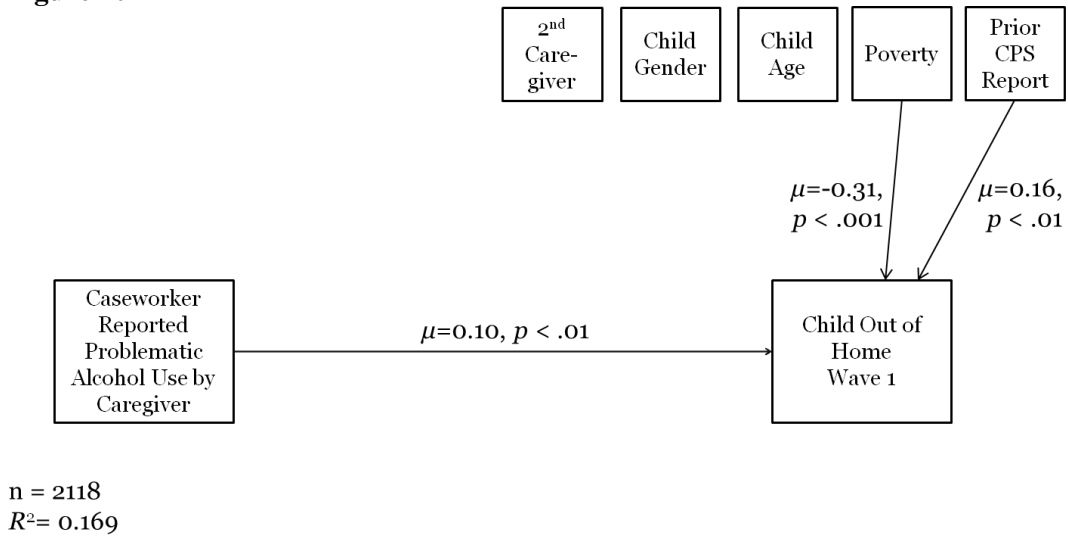 2nd
Care-
giver
Child
Gender
Child
Age
Poverty
Prior
CPS
Report
μ=-0.31,
p < .001
μ=0.16,
p < .01
Caseworker
Reported
Problematic
Alcohol Use by
Caregiver
μ=0.10, p < .01
Child Out of
Home
Wave 1
n = 2118
R²= 0.169